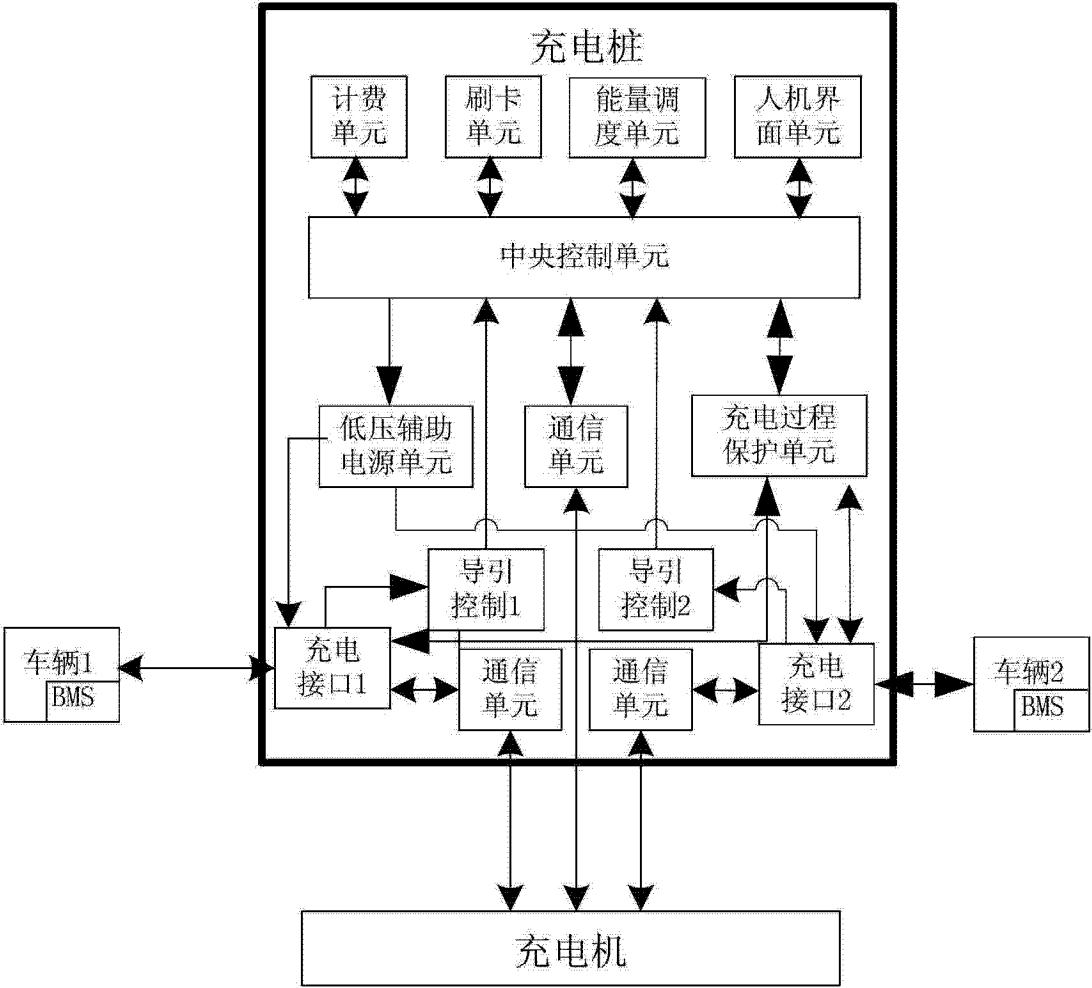 充电桩
计费
单元
刷卡
单元
能量调
度单元
人机界
面单元
中央控制单元
低压辅助
电源单元
通信
单元
充电过程
保护单元
导引
控制1
导引
控制2
车辆1
BMS
充电
接口1
通信
单元
通信
单元
充电
接口2
车辆2
BMS
充电机